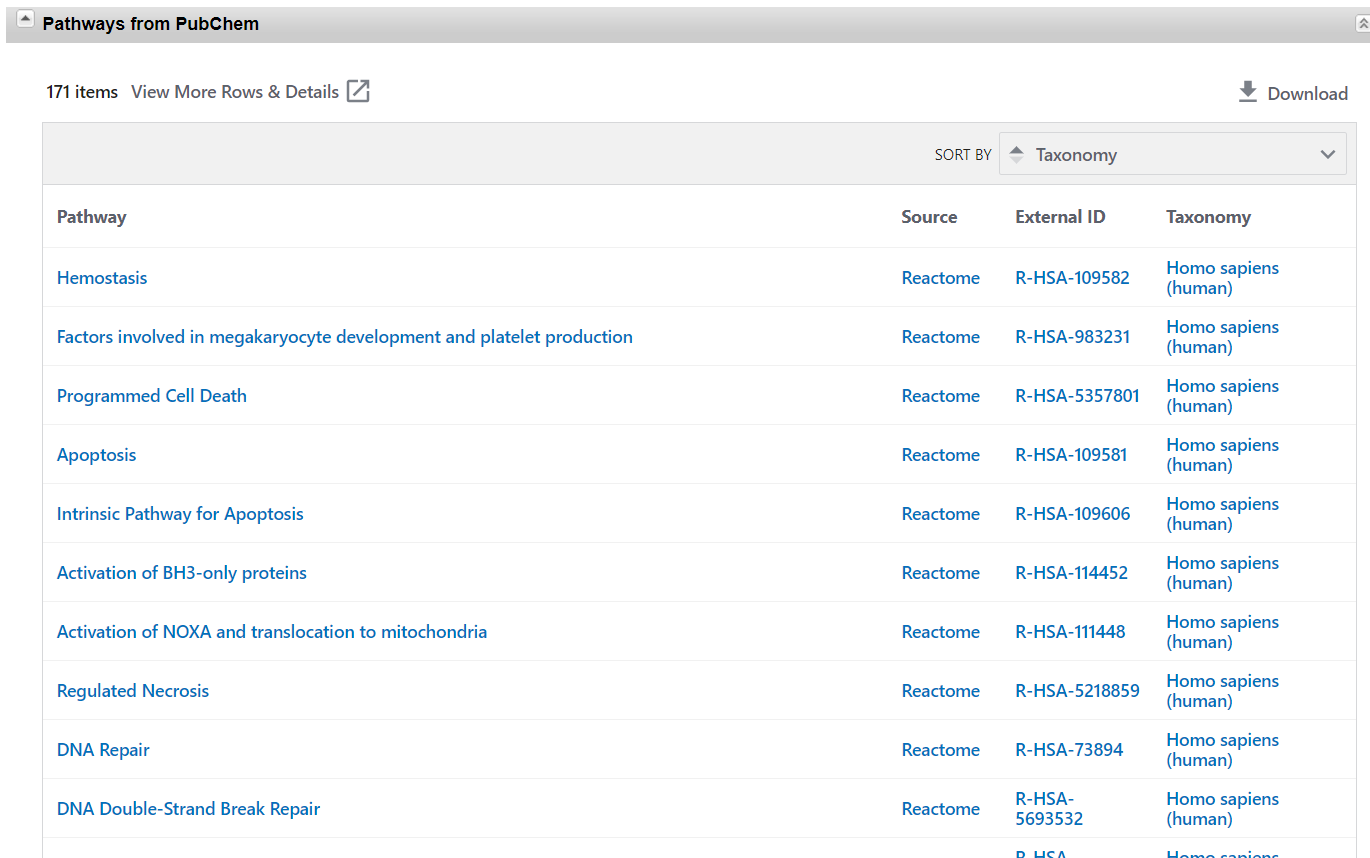 Pathways from PubChem
171 items View More Rows & Details
Download
SORT BY Taxonomy
Pathway Source External ID Taxonomy
Hemostasis Reactome R-HSA-109582 Homo sapiens
(human)
Factors involved in megakaryocyte development and platelet production Reactome R-HSA-983231 Homo sapiens
(human)
Programmed Cell Death Reactome R-HSA-5357801 Homo sapiens
(human)
Apoptosis Reactome R-HSA-109581 Homo sapiens
(human)
Intrinsic Pathway for Apoptosis Reactome R-HSA-109606 Homo sapiens
(human)
Activation of BH3-only proteins Reactome R-HSA-114452 Homo sapiens
(human)
Activation of NOXA and translocation to mitochondria Reactome R-HSA-111448 Homo sapiens
(human)
Regulated Necrosis Reactome R-HSA-5218859 Homo sapiens
(human)
DNA Repair Reactome R-HSA-73894 Homo sapiens
(human)
DNA Double-Strand Break Repair Reactome R-HSA-
5693532 Homo sapiens
(human)
R-HSA- Homo sapiens